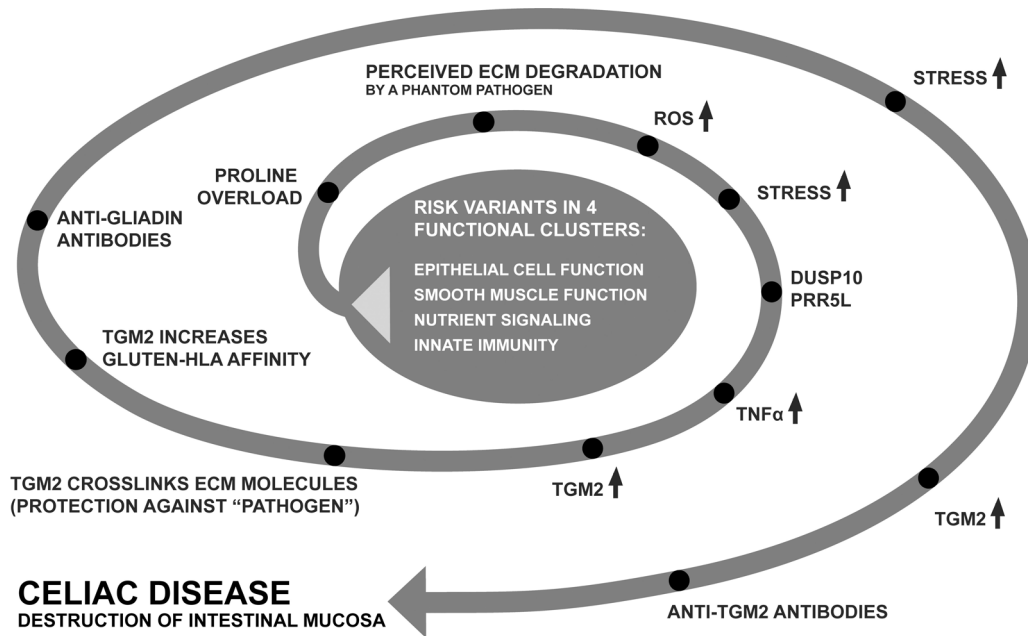 RISK VARIANTS IN 4
FUNCTIONAL CLUSTERS:
EPITHELIAL CELL FUNCTION
SMOOTH MUSCLE FUNCTION
NUTRIENT SIGNALING
INNATE IMMUNITY
PROLINE
OVERLOAD
PERCEIVED ECM DEGRADATION
BY A PHANTOM PATHOGEN
ROS
STRESS
DUSP10
PRR5L
TNFα
TGM2
TGM2 CROSSLINKS ECM MOLECULES
(PROTECTION AGAINST “PATHOGEN”)
TGM2 INCREASES
GLUTEN-HLA AFFINITY
ANTI-GLIADIN
ANTIBODIES
STRESS
TGM2
ANTI-TGM2 ANTIBODIES
CELIAC DISEASE
DESTRUCTION OF INTESTINAL MUCOSA